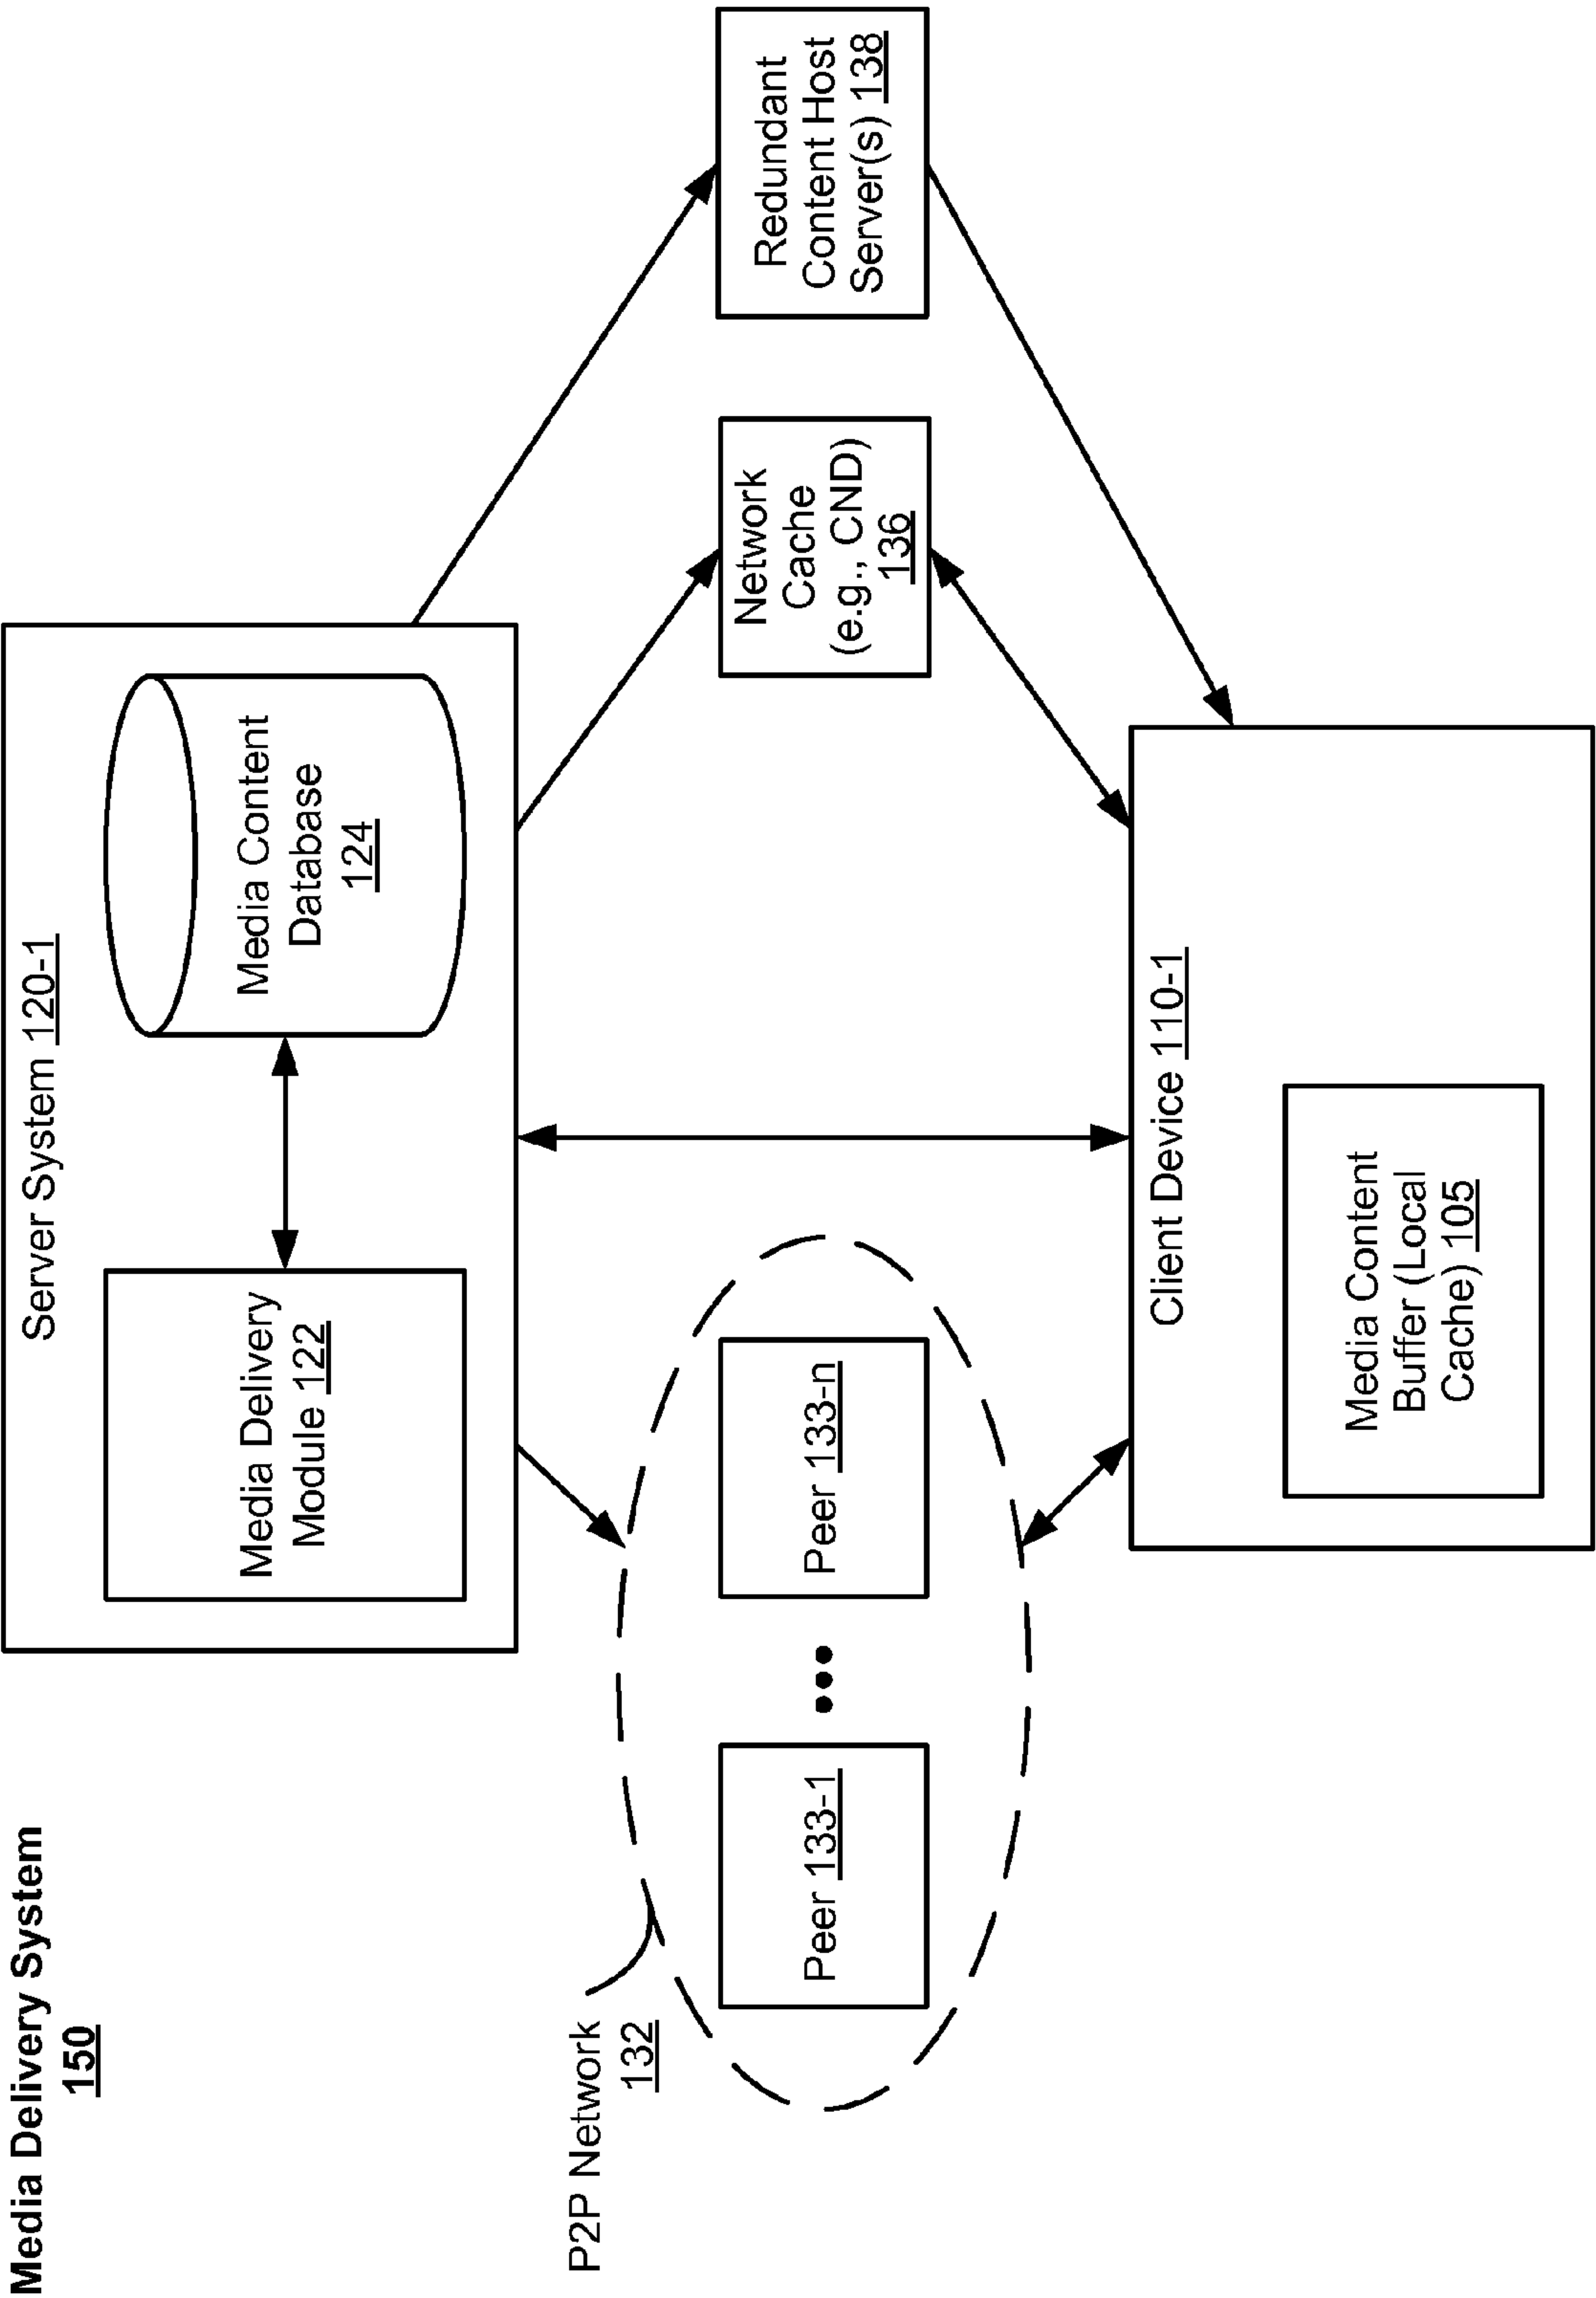 Media Delivery System
150
Server System 120-1
Media Delivery
Module 122
Media Content
Database
124
P2P Network
132
Peer 133-1
Peer 133-n
Network
Cache
(e.g., CND)
136
Redundant
Content Host
Server(s) 138
Client Device 110-1
Media Content
Buffer (Local
Cache) 105